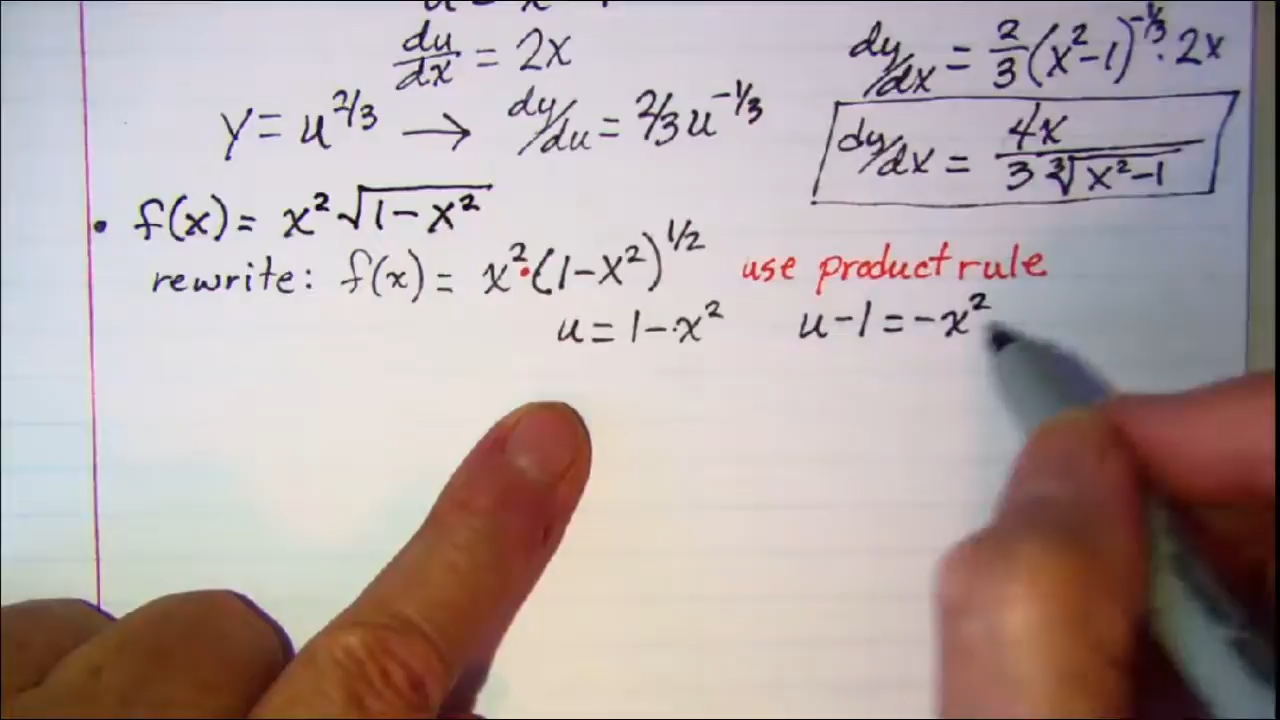 du/dx = 2x
y = u^2/3 → dy/du = 2/3 u^-1/3
dy/dx = 2/3 (x²-1)^-1/3 · 2x
dy/dx = 4x / 3 ∛x²-1
• f(x) = x² √1-x²
rewrite: f(x) = x² • (1-x²)^1/2 use product rule
u = 1-x² u-1 = -x²